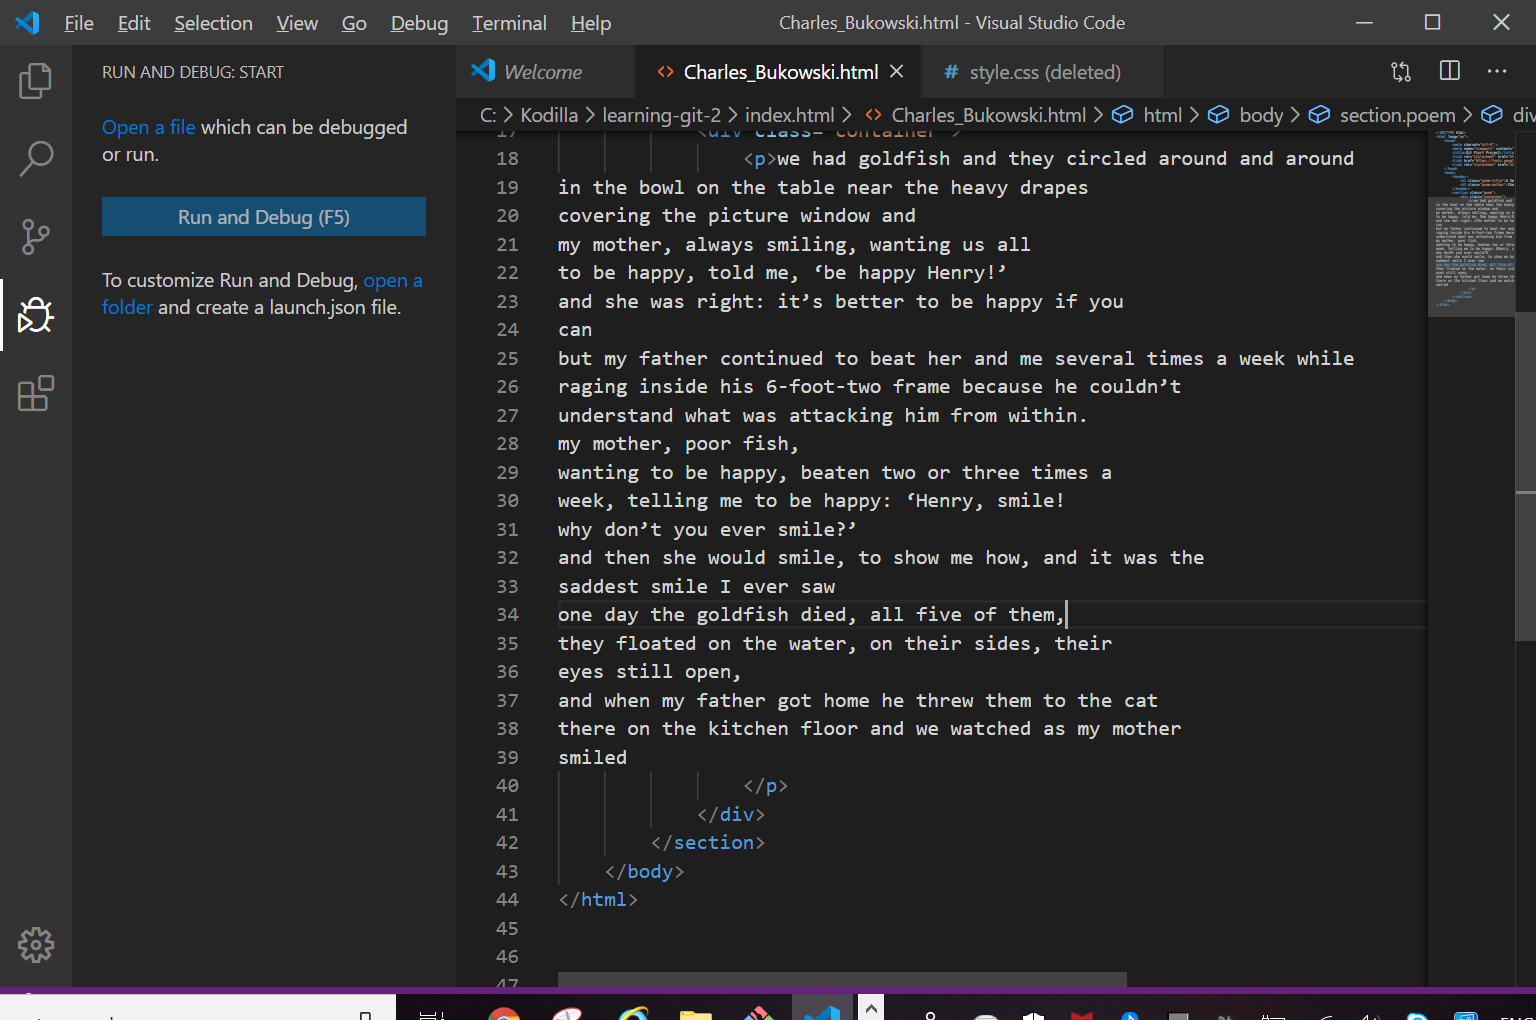 File Edit Selection View Go Debug Terminal Help
Charles_Bukowski.html - Visual Studio Code
RUN AND DEBUG: START
Open a file which can be debugged
or run.
Run and Debug (F5)
To customize Run and Debug, open a
folder and create a launch.json file.
Welcome
Charles_Bukowski.html
# style.css (deleted)
C: > Kodilla > learning-git-2 > index.html > Charles_Bukowski.html > html > body > section.poem > div
17 <div class="container">
18 <p>we had goldfish and they circled around and around
19 in the bowl on the table near the heavy drapes
20 covering the picture window and
21 my mother, always smiling, wanting us all
22 to be happy, told me, ‘be happy Henry!’
23 and she was right: it’s better to be happy if you
24 can
25 but my father continued to beat her and me several times a week while
26 raging inside his 6-foot-two frame because he couldn’t
27 understand what was attacking him from within.
28 my mother, poor fish,
29 wanting to be happy, beaten two or three times a
30 week, telling me to be happy: ‘Henry, smile!
31 why don’t you ever smile?’
32 and then she would smile, to show me how, and it was the
33 saddest smile I ever saw
34 one day the goldfish died, all five of them,
35 they floated on the water, on their sides, their
36 eyes still open,
37 and when my father got home he threw them to the cat
38 there on the kitchen floor and we watched as my mother
39 smiled
40 </p>
41 </div>
42 </section>
43 </body>
44 </html>
45
46
47